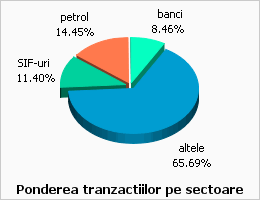 petrol
14.45%
banci
8.46%
SIF-uri
11.40%
altele
65.69%
Ponderea tranzactiilor pe sectoare